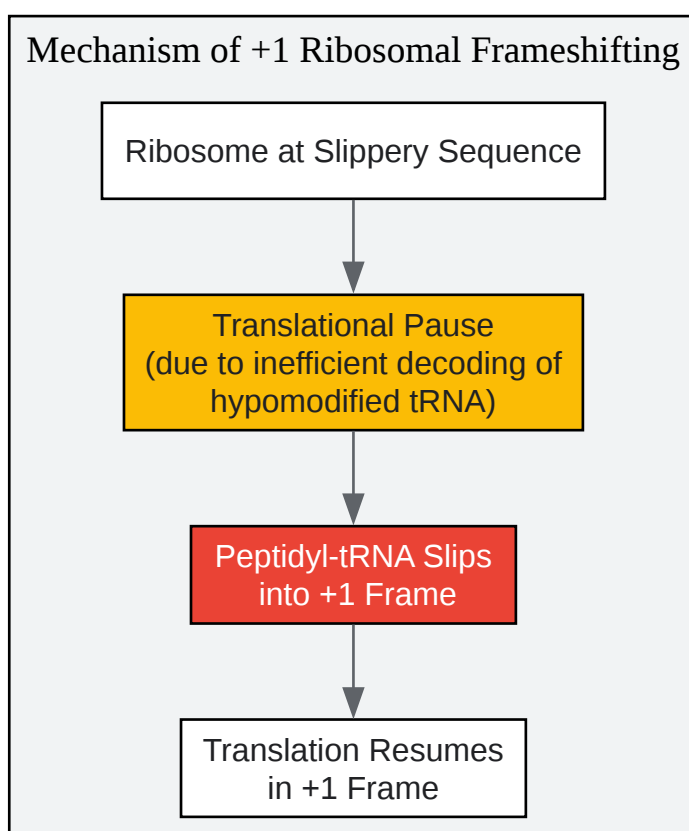 Mechanism of +1 Ribosomal Frameshifting
Ribosome at Slippery Sequence
Translational Pause
(due to inefficient decoding of
hypomodified tRNA)
Peptidyl-tRNA Slips
into +1 Frame
Translation Resumes
in +1 Frame